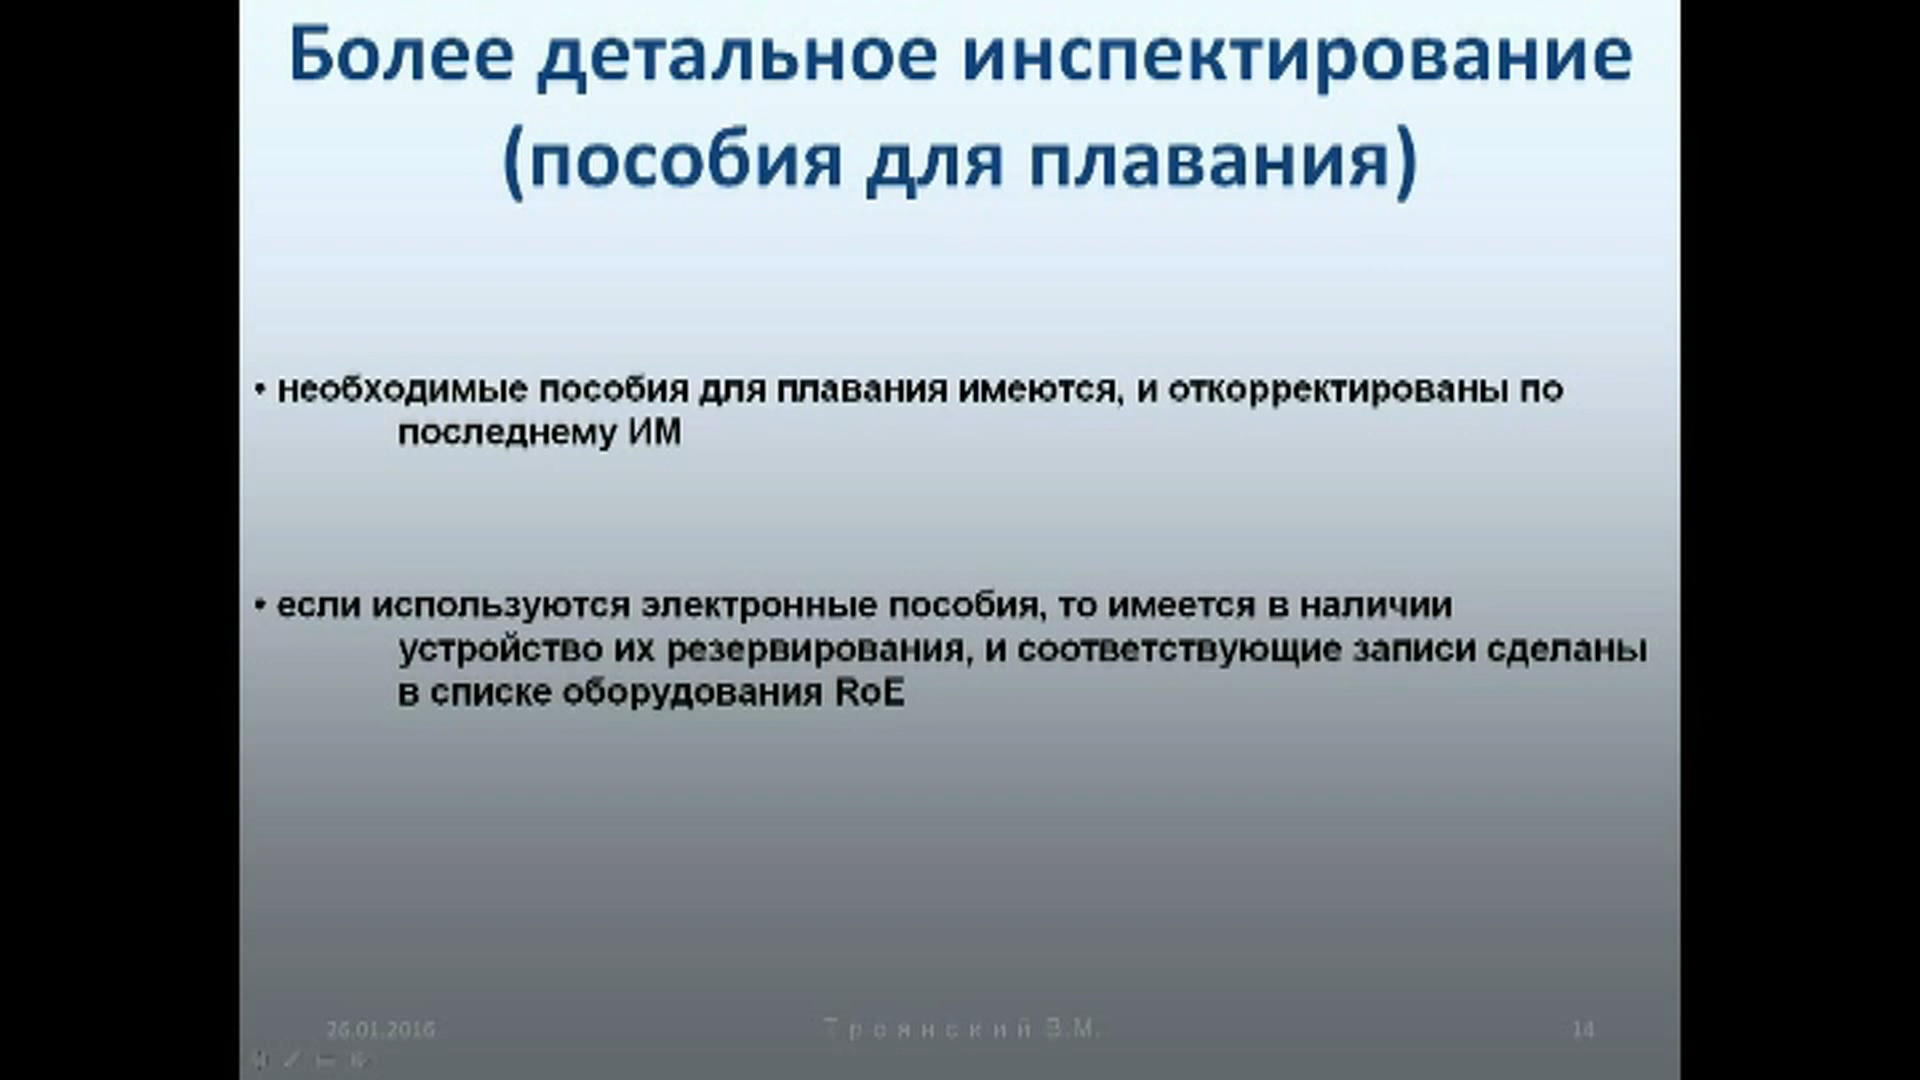 Более детальное инспектирование
(пособия для плавания)
• необходимые пособия для плавания имеются, и откорректированы по
последнему ИМ
• если используются электронные пособия, то имеется в наличии
устройство их резервирования, и соответствующие записи сделаны
в списке оборудования RoE
26.01.2016
Троянский В.М.
14